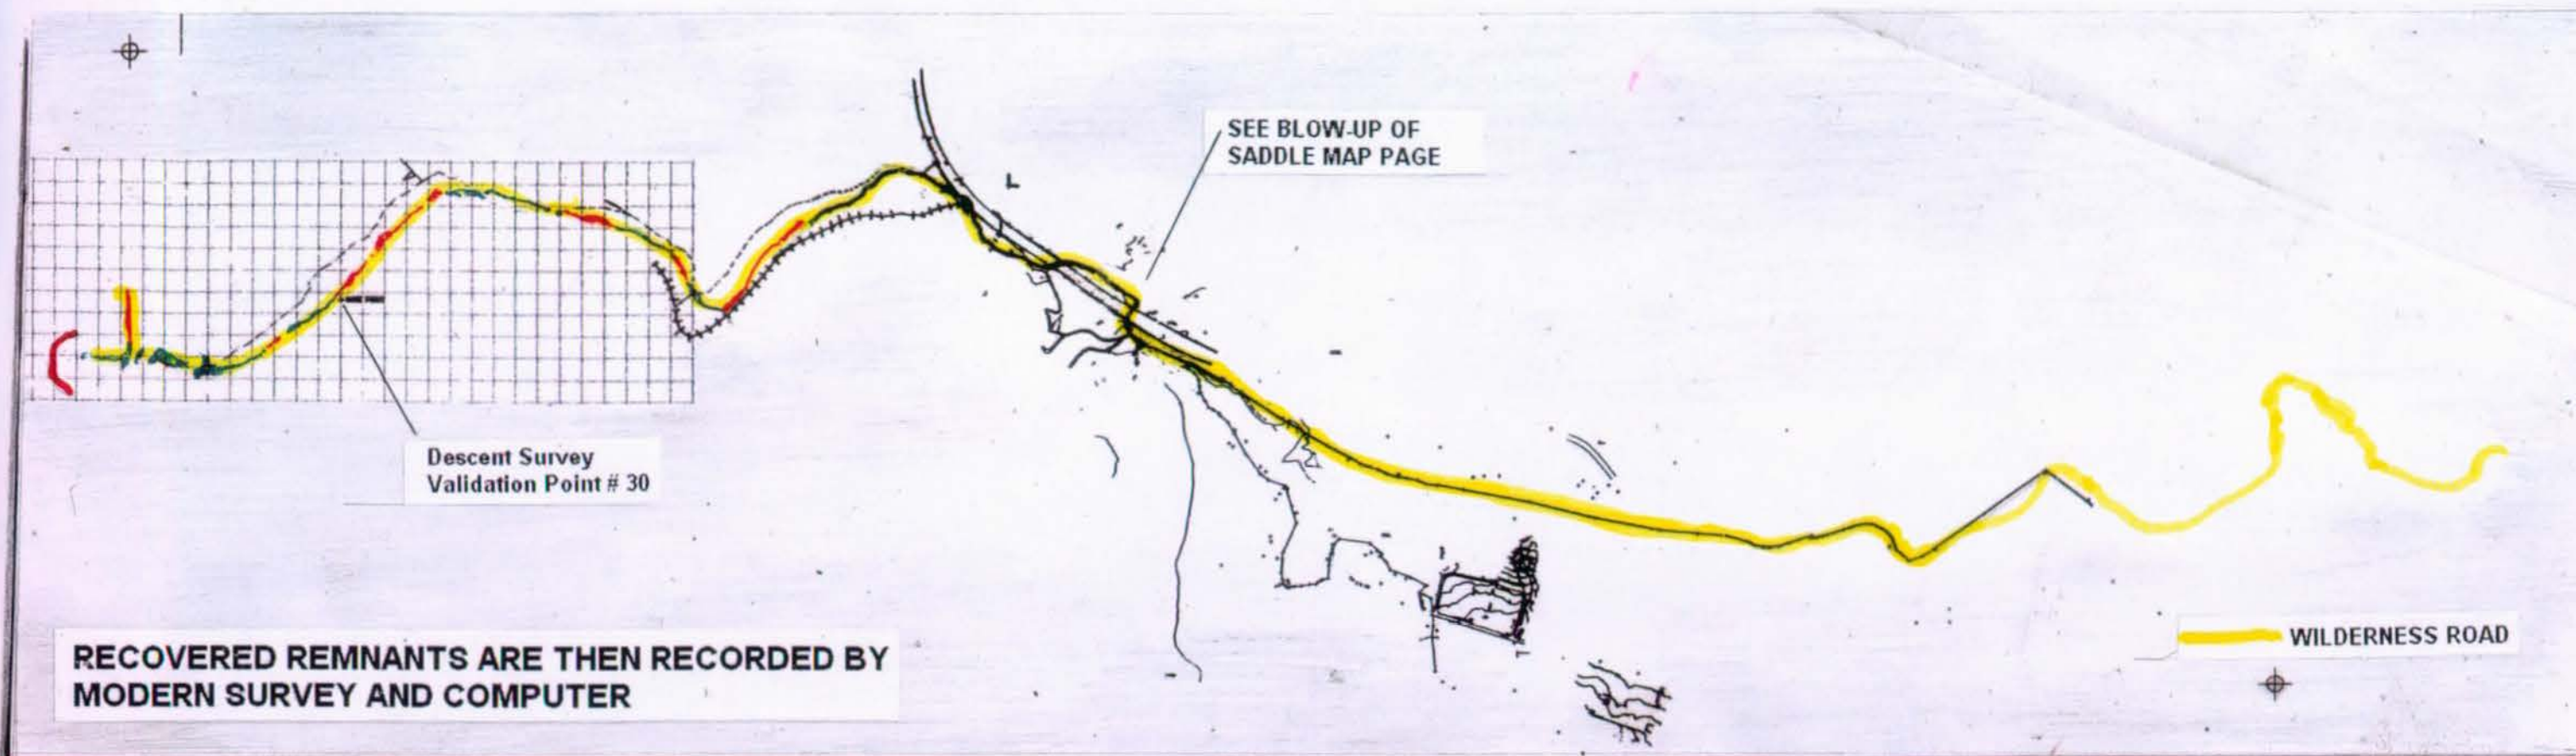 SEE BLOW-UP OF
SADDLE MAP PAGE
Descent Survey
Validation Point # 30
RECOVERED REMNANTS ARE THEN RECORDED BY
MODERN SURVEY AND COMPUTER
WILDERNESS ROAD